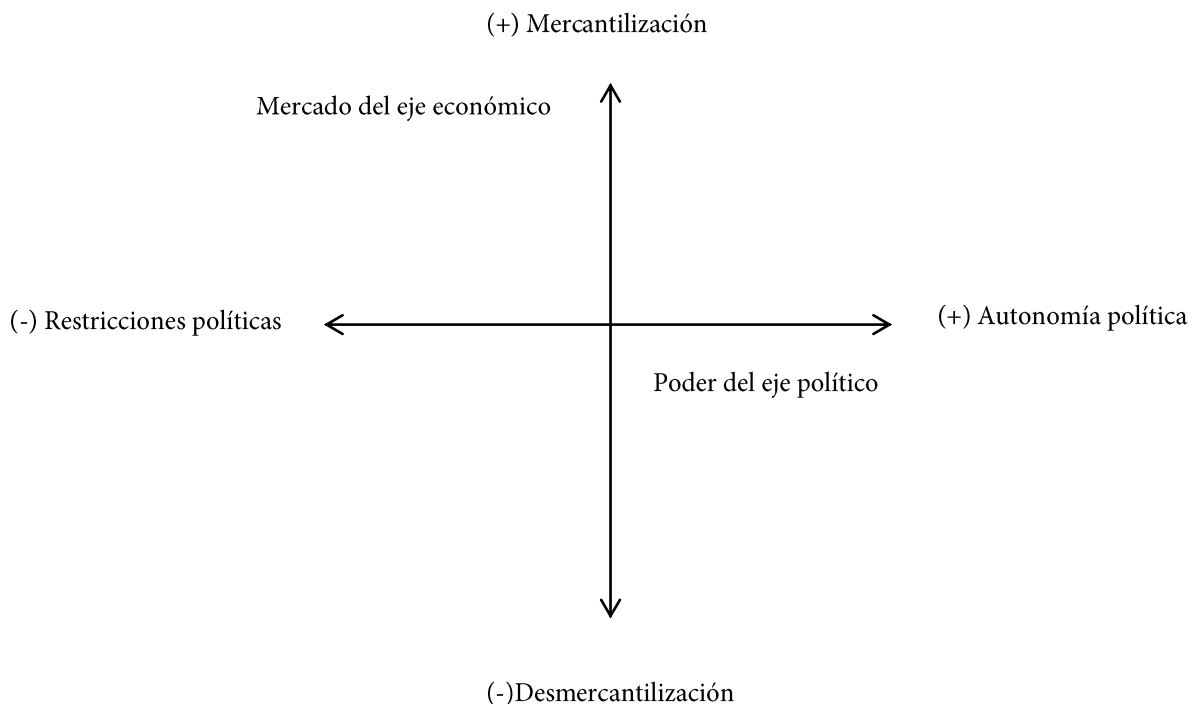 (+) Mercantilización
Mercado del eje económico
(-) Restricciones políticas
(+) Autonomía política
Poder del eje político
(-)Desmercantilización